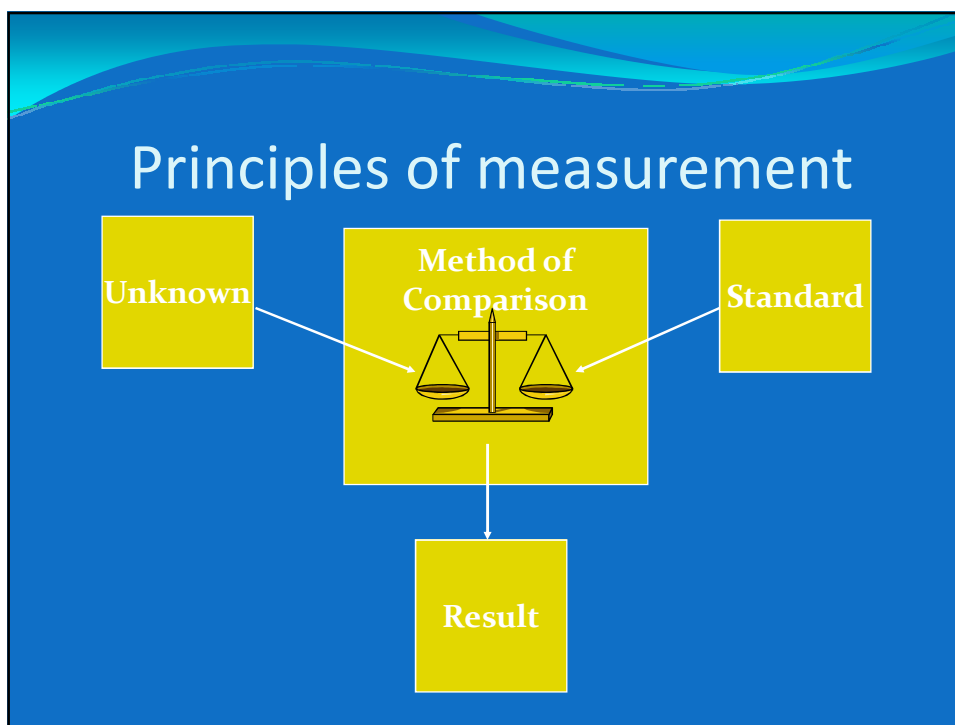 Principles of measurement
Unknown
Method of
Comparison
Standard
Result